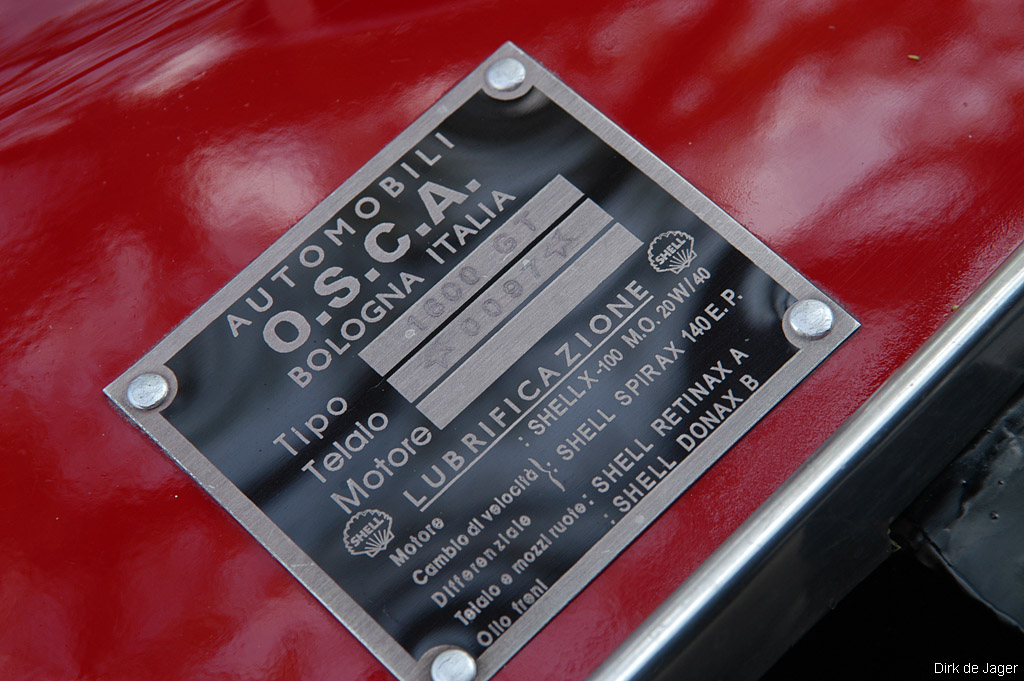 AUTOMOBILI
O.S.C.A.
BOLOGNA ITALIA
Tipo 1600 GT
Telaio ☆ 0097 ☆
Motore
LUBRIFICAZIONE
SHELL
SHELL
Motore : SHELL X-100 M.O. 20W/40
Cambio di velocità
Differenziale : SHELL SPIRAX 140 E.P.
Telaio e mozzi ruote : SHELL RETINAX A
Olio freni : SHELL DONAX B
Dirk de Jager